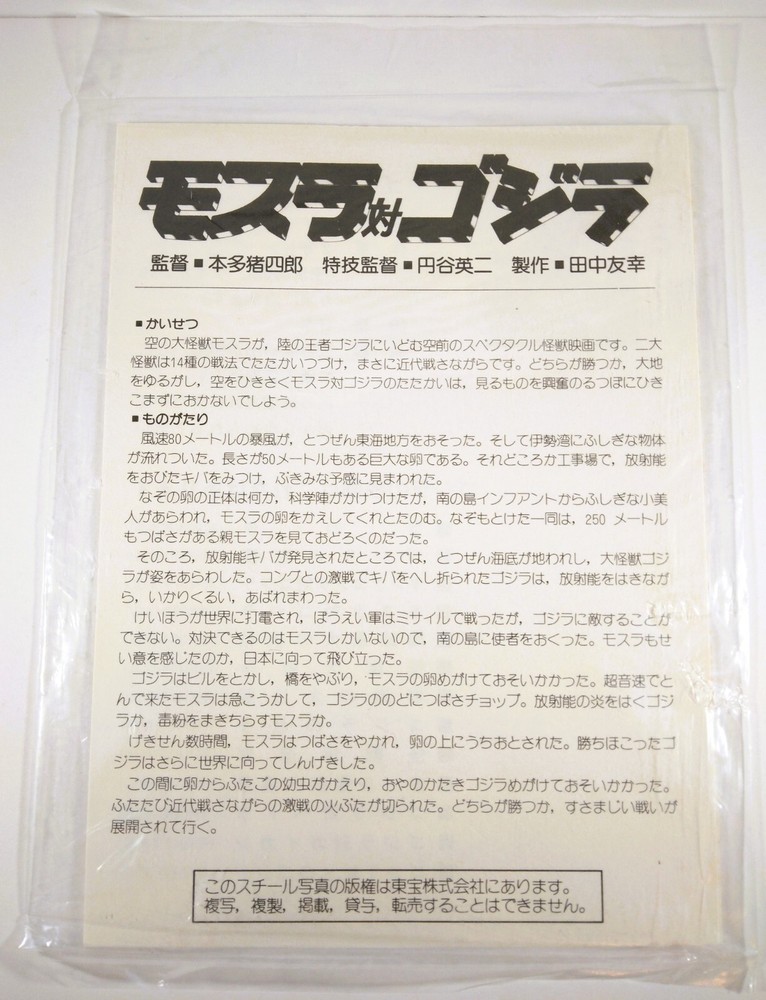 モスラ対ゴジラ
監督■本多猪四郎 特技監督■円谷英二 製作■田中友幸
■かいせつ
空の大怪獣モスラが，陸の王者ゴジラにいどむ空前のスペクタクル怪獣映画です。二大
怪獣は14種の戦法でたたかいつづけ，まさに近代戦さながらです。どちらが勝つか，大地
をゆるがし，空をひきさくモスラ対ゴジラのたたかいは，見るものを興奮のるつぼにひき
こまずにおかないでしよう。
■ものがたり
風速80メートルの暴風が，とつぜん東海地方をおそった。そして伊勢湾にふしぎな物体
が流れついた。長さが50メートルもある巨大な卵である。それどころか工事場で，放射能
をおびたキバをみつけ，ぶきみな予感に見まわれた。
なぞの卵の正体は何か，科学陣がかけつけたが，南の島インファントからふしぎな小美
人があらわれ，モスラの卵をかえしてくれとたのむ。なぞもとけた一同は，250 メートル
もつばさがある親モスラを見ておどろくのだった。
そのころ，放射能キバが発見されたところでは，とつぜん海底が地われし，大怪獣ゴジ
ラが姿をあらわした。コングとの激戦でキバをへし折られたゴジラは，放射能をはきなが
ら，いかりくるい，あばれまわった。
けいほうが世界に打電され，ぼうえい軍はミサイルで戦ったが，ゴジラに敵することが
できない。対決できるのはモスラしかいないので，南の島に使者をおくった。モスラもせ
い意を感じたのか，日本に向って飛び立った。
ゴジラはビルをとかし，橋をやぶり，モスラの卵めがけておそいかかった。超音速でと
んで来たモスラは急こうかして，ゴジラののどにつばさチョップ。放射能の炎をはくゴジ
ラか，毒粉をまきちらすモスラか。
げきせん数時間，モスラはつばさをやかれ，卵の上にうちおとされた。勝ちほこったゴ
ジラはさらに世界に向ってしんげきした。
この間に卵からふたごの幼虫がかえり，おやのかたきゴジラめがけておそいかかった。
ふたたび近代戦さながらの激戦の火ぶたが切られた。どちらが勝つか，すさまじい戦いが
展開されて行く。
このスチール写真の版権は東宝株式会社にあります。
複写，複製，掲載，貸与，転売することはできません。